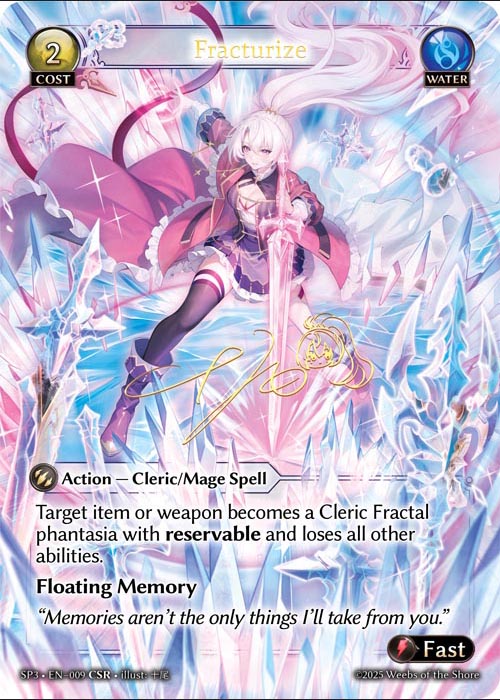 2
COST
Fracturize
WATER
Action — Cleric/Mage Spell
Target item or weapon becomes a Cleric Fractal
phantasia with reservable and loses all other
abilities.
Floating Memory
“Memories aren't the only things I'll take from you.”
Fast
SP3 • EN-009 CSR • illust: 十尾
©2025 Weebs of the Shore